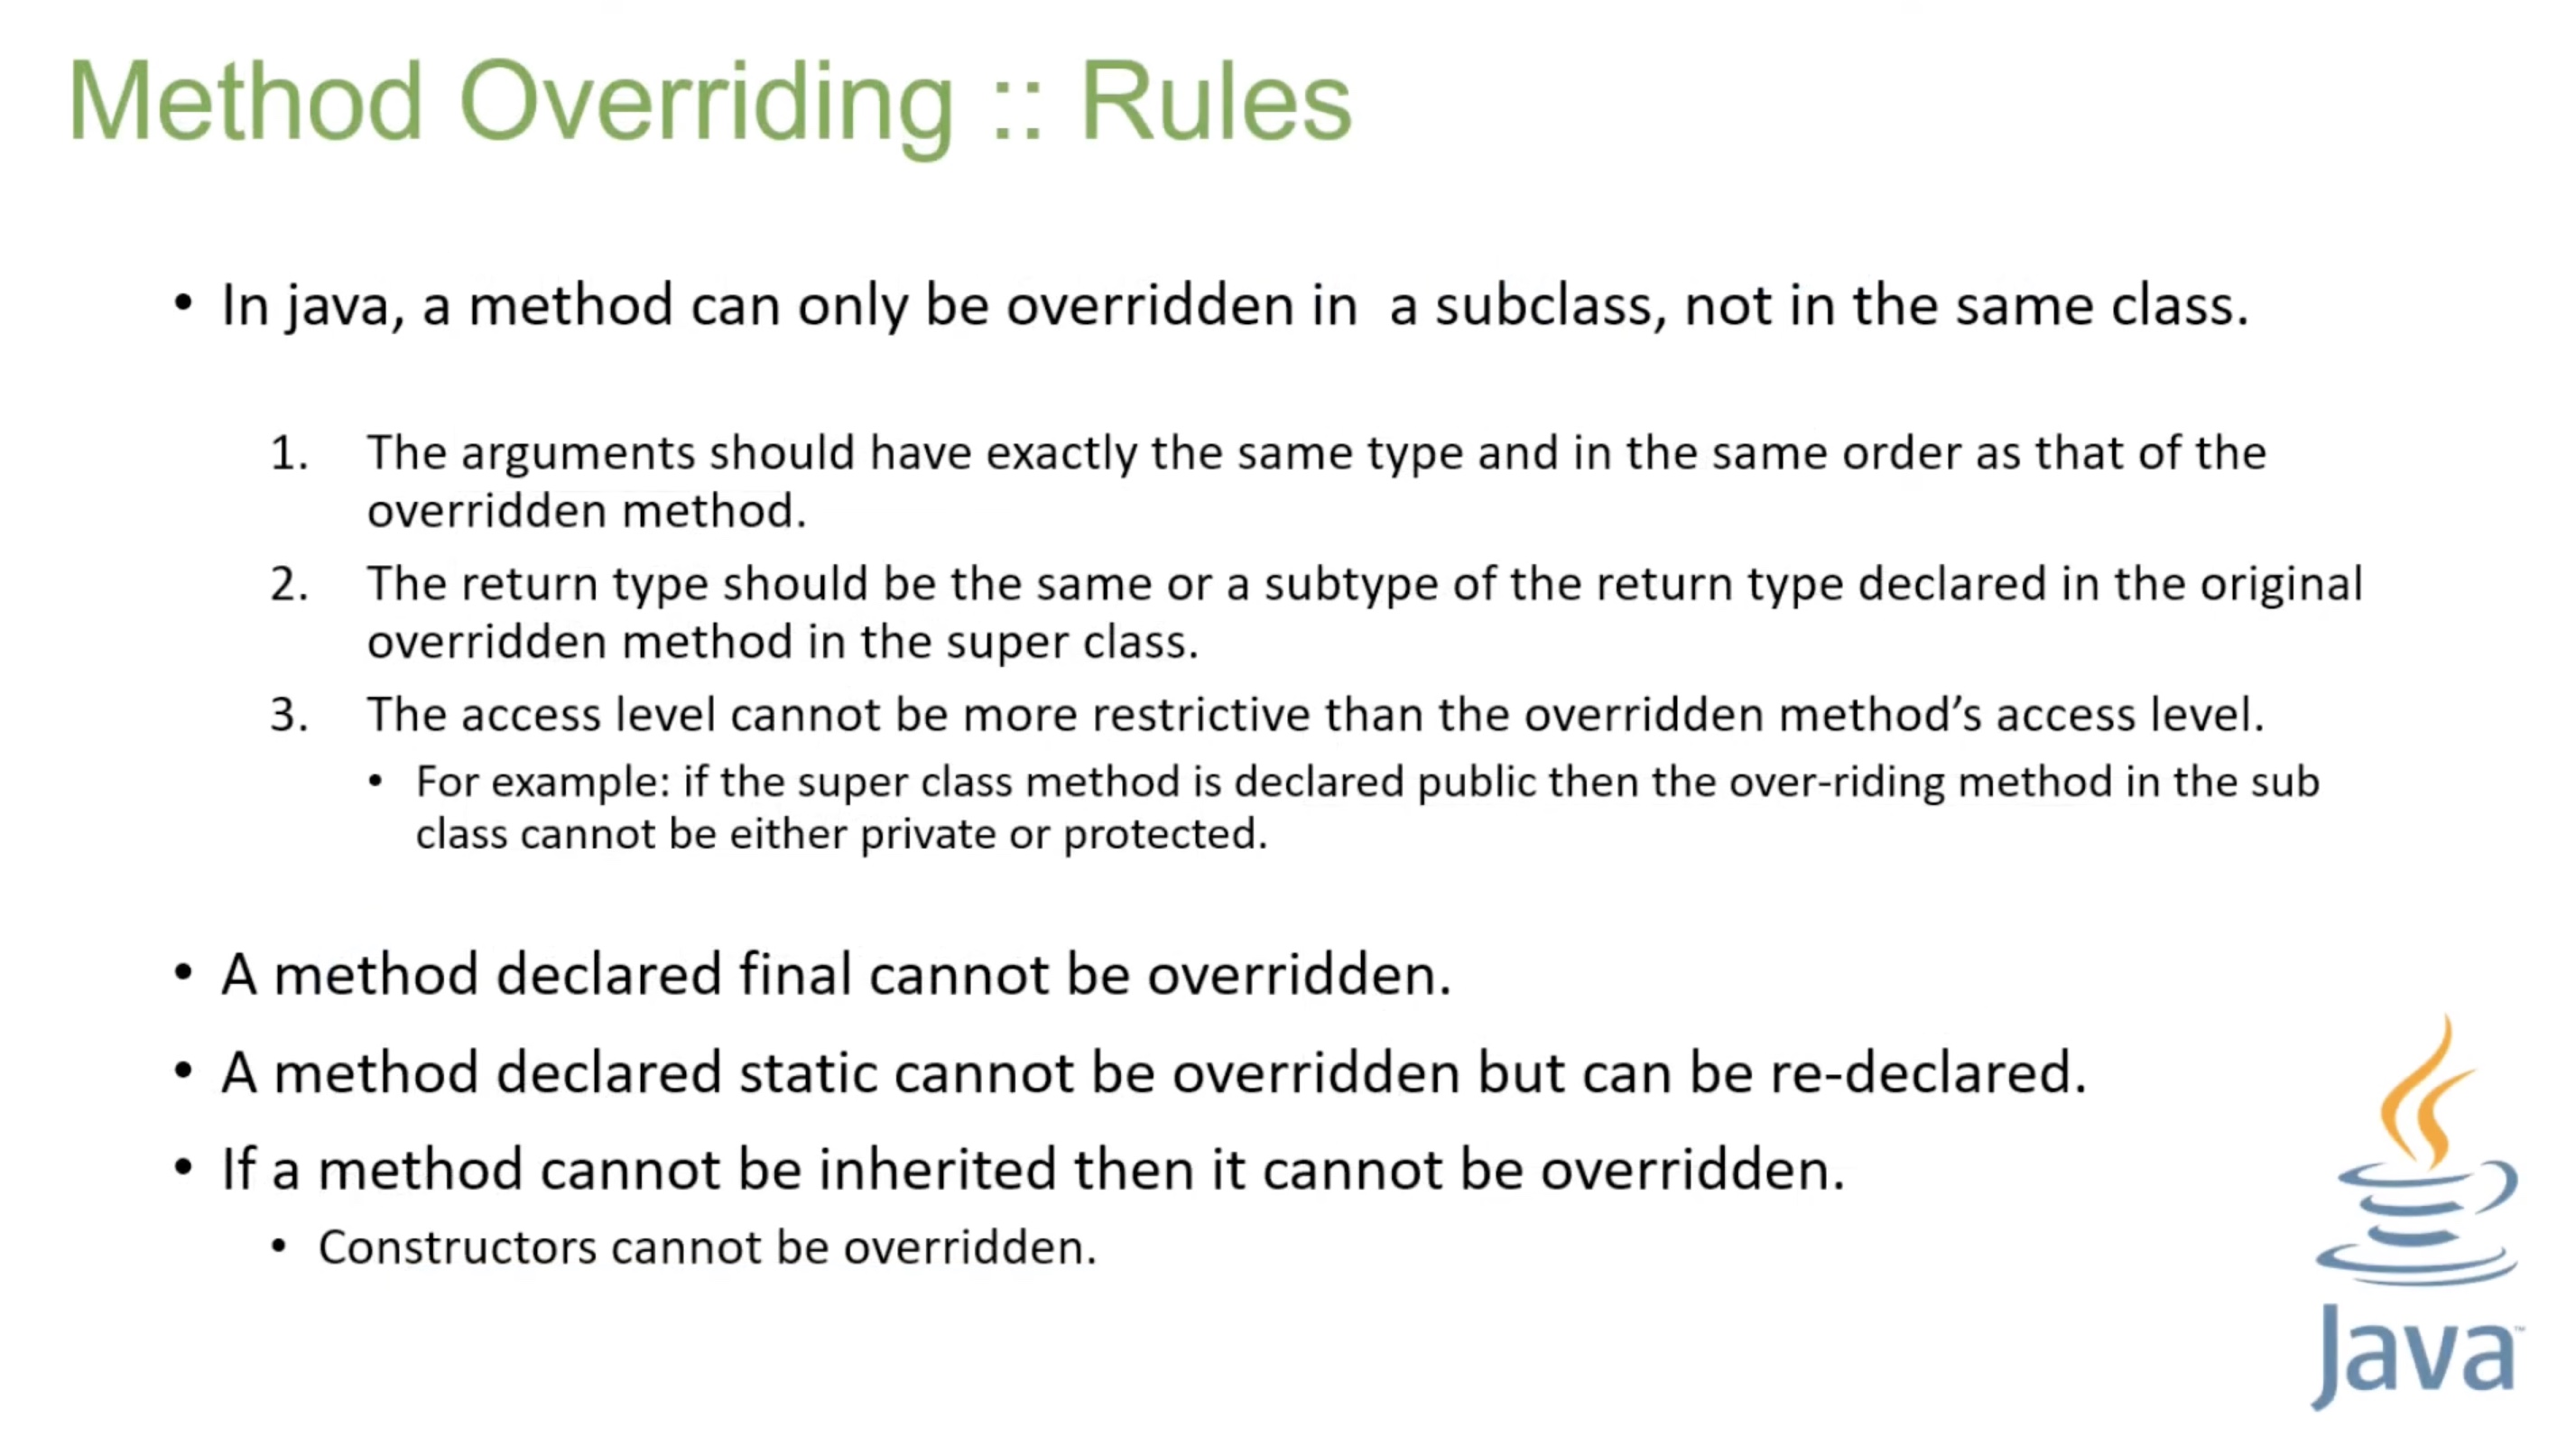 Method Overriding :: Rules
• In java, a method can only be overridden in  a subclass, not in the same class.
1. The arguments should have exactly the same type and in the same order as that of the
overridden method.
2. The return type should be the same or a subtype of the return type declared in the original
overridden method in the super class.
3. The access level cannot be more restrictive than the overridden method’s access level.
• For example: if the super class method is declared public then the over-riding method in the sub
class cannot be either private or protected.
• A method declared final cannot be overridden.
• A method declared static cannot be overridden but can be re-declared.
• If a method cannot be inherited then it cannot be overridden.
• Constructors cannot be overridden.
Java™